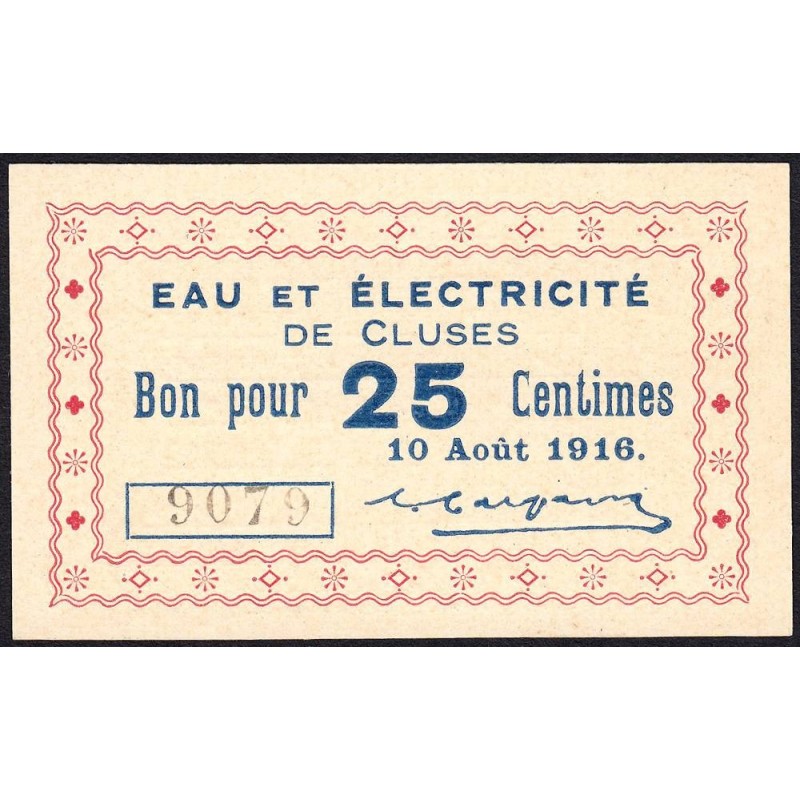 EAU ET ÉLECTRICITÉ
DE CLUSES
Bon pour 25 Centimes
10 Août 1916.
9079